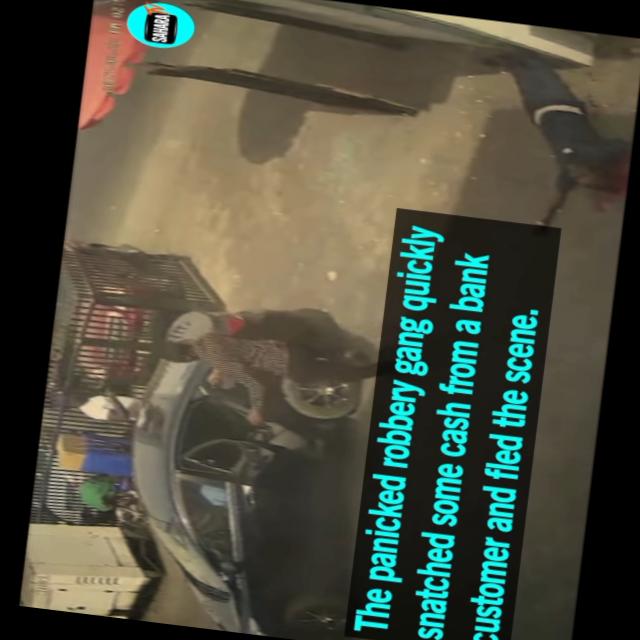 SAHARA
The panicked robbery gang quickly
snatched some cash from a bank
customer and fled the scene.